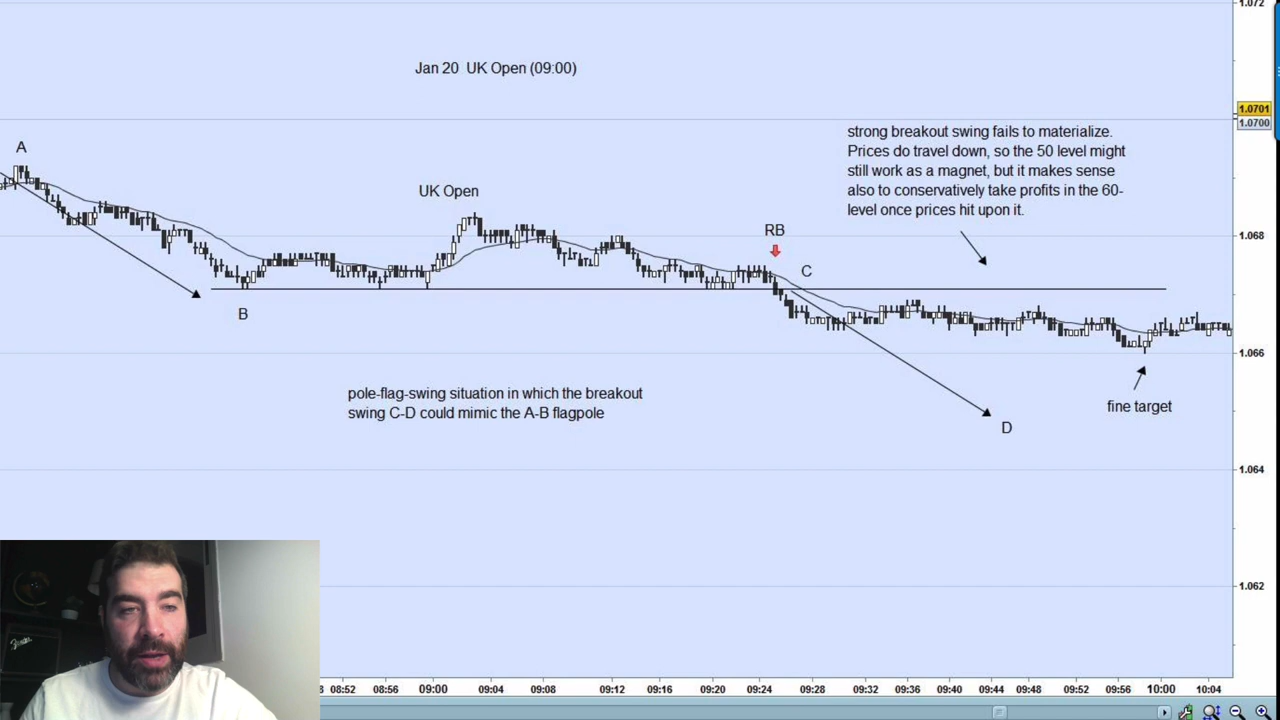 1.072
Jan 20  UK Open (09:00)
1.0701
1.0700
strong breakout swing fails to materialize.
Prices do travel down, so the 50 level might
still work as a magnet, but it makes sense
also to conservatively take profits in the 60-
level once prices hit upon it.
A
UK Open
RB
1.068
C
B
1.066
pole-flag-swing situation in which the breakout
swing C-D could mimic the A-B flagpole
fine target
D
1.064
1.062
Fender
8 08:52 08:56 09:00 09:04 09:08 09:12 09:16 09:20 09:24 09:28 09:32 09:36 09:40 09:44 09:48 09:52 09:56 10:00 10:04